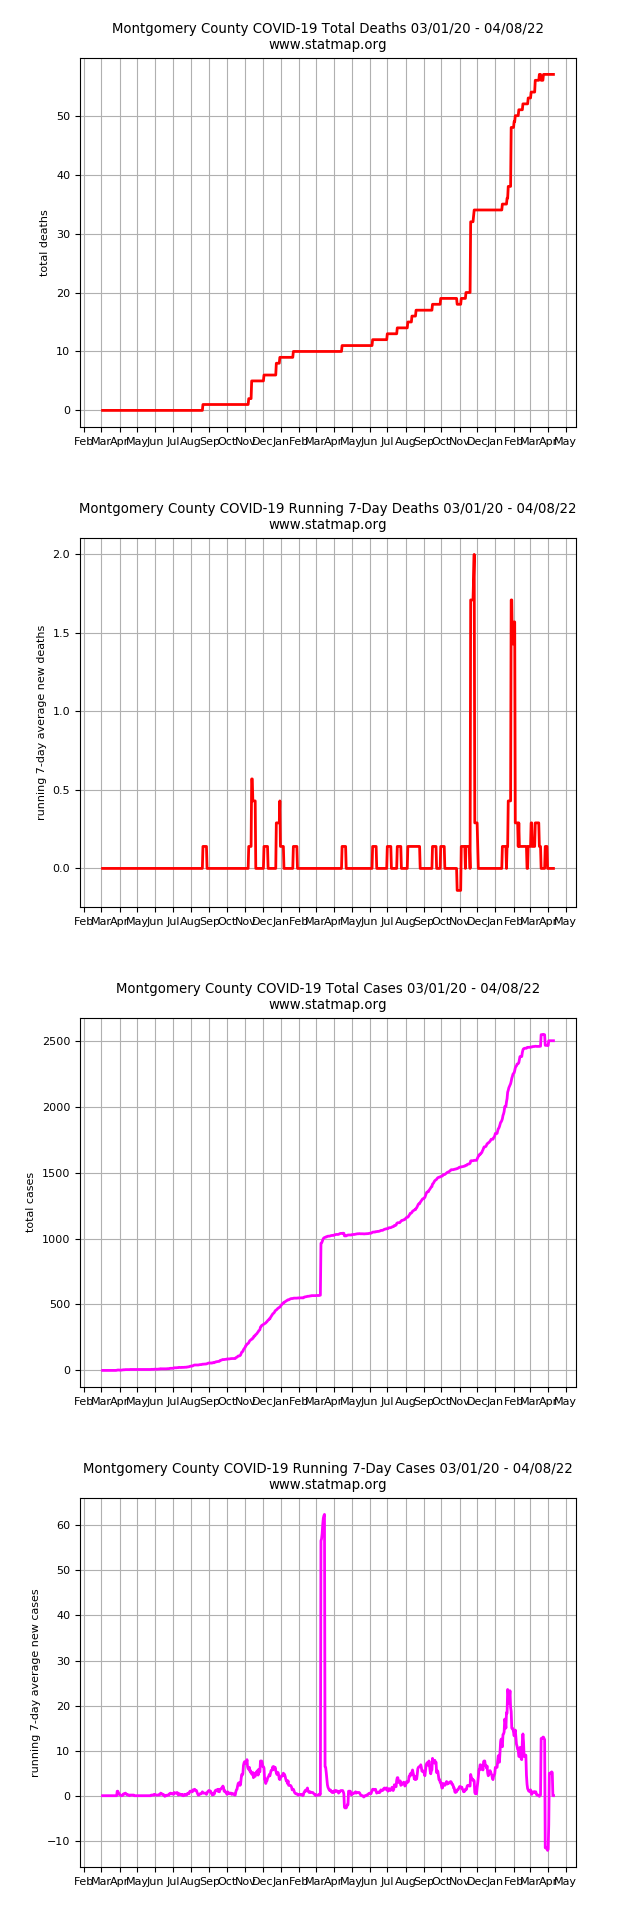 Montgomery County COVID-19 Total Deaths 03/01/20 - 04/08/22
www.statmap.org
50
40
30
20
10
0
total deaths
Feb Mar Apr May Jun Jul Aug Sep Oct Nov Dec Jan Feb Mar Apr May Jun Jul Aug Sep Oct Nov Dec Jan Feb Mar Apr May
Montgomery County COVID-19 Running 7-Day Deaths 03/01/20 - 04/08/22
www.statmap.org
2.0
1.5
1.0
0.5
0.0
running 7-day average new deaths
Feb Mar Apr May Jun Jul Aug Sep Oct Nov Dec Jan Feb Mar Apr May Jun Jul Aug Sep Oct Nov Dec Jan Feb Mar Apr May
Montgomery County COVID-19 Total Cases 03/01/20 - 04/08/22
www.statmap.org
2500
2000
1500
1000
500
0
total cases
Feb Mar Apr May Jun Jul Aug Sep Oct Nov Dec Jan Feb Mar Apr May Jun Jul Aug Sep Oct Nov Dec Jan Feb Mar Apr May
Montgomery County COVID-19 Running 7-Day Cases 03/01/20 - 04/08/22
www.statmap.org
60
50
40
30
20
10
0
−10
running 7-day average new cases
Feb Mar Apr May Jun Jul Aug Sep Oct Nov Dec Jan Feb Mar Apr May Jun Jul Aug Sep Oct Nov Dec Jan Feb Mar Apr May